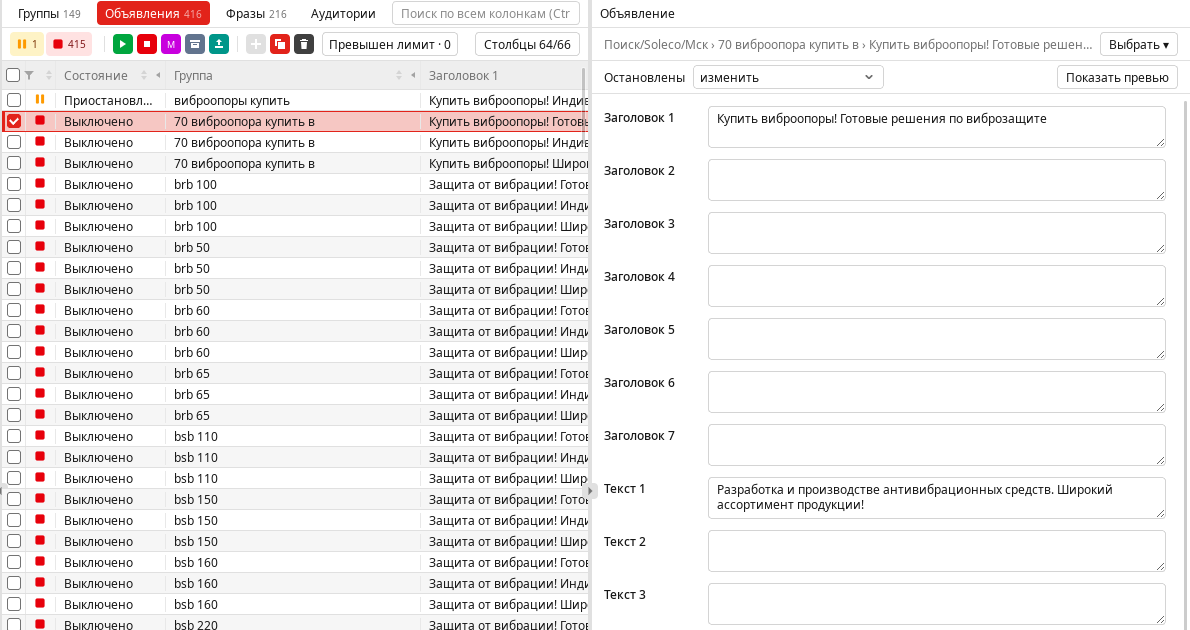 Группы 149 Объявления 416 Фразы 216 Аудитории Поиск по всем колонкам (Ctr
1 415 M Превышен лимит · 0 Столбцы 64/66
Состояние Группа Заголовок 1
Приостановл... виброопоры купить Купить виброопоры! Индив
Выключено 70 виброопора купить в Купить виброопоры! Готовь
Выключено 70 виброопора купить в Купить виброопоры! Индив
Выключено 70 виброопора купить в Купить виброопоры! Широ
Выключено brb 100 Защита от вибрации! Готов
Выключено brb 100 Защита от вибрации! Инди
Выключено brb 100 Защита от вибрации! Шир
Выключено brb 50 Защита от вибрации! Готов
Выключено brb 50 Защита от вибрации! Инди
Выключено brb 50 Защита от вибрации! Шир
Выключено brb 60 Защита от вибрации! Готов
Выключено brb 60 Защита от вибрации! Инди
Выключено brb 60 Защита от вибрации! Шир
Выключено brb 65 Защита от вибрации! Готов
Выключено brb 65 Защита от вибрации! Инди
Выключено brb 65 Защита от вибрации! Шир
Выключено bsb 110 Защита от вибрации! Готов
Выключено bsb 110 Защита от вибрации! Инди
Выключено bsb 110 Защита от вибрации! Шир
Выключено bsb 150 Защита от вибрации! Готов
Выключено bsb 150 Защита от вибрации! Инди
Выключено bsb 150 Защита от вибрации! Шир
Выключено bsb 160 Защита от вибрации! Готов
Выключено bsb 160 Защита от вибрации! Инди
Выключено bsb 160 Защита от вибрации! Шир
Выключено bsb 220 Защита от вибрации! Готов
Объявление
Поиск/Soleco/Мск › 70 виброопора купить в › Купить виброопоры! Готовые решен... Выбрать ▾
Остановлены изменить Показать превью
Заголовок 1 Купить виброопоры! Готовые решения по виброзащите
Заголовок 2
Заголовок 3
Заголовок 4
Заголовок 5
Заголовок 6
Заголовок 7
Текст 1 Разработка и производстве антивибрационных средств. Широкий
ассортимент продукции!
Текст 2
Текст 3